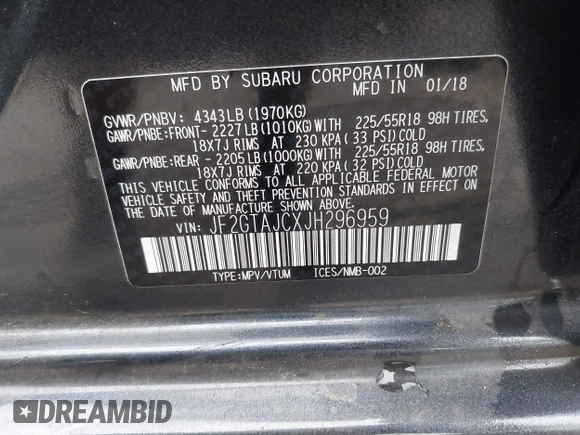 MFD BY SUBARU CORPORATION MFD IN 01/18
GVWR/PNBV: 4343LB (1970KG)
GAWR/PNBE: FRONT- 2227LB (1010KG) WITH 225/55R18 98H TIRES,
18X7J RIMS AT 230 KPA (33 PSI) COLD
GAWR/PNBE: REAR - 2205LB (1000KG) WITH 225/55R18 98H TIRES,
18X7J RIMS AT 220 KPA (32 PSI) COLD
THIS VEHICLE CONFORMS TO ALL APPLICABLE FEDERAL MOTOR
VEHICLE SAFETY AND BUMPER STANDARDS IN EFFECT ON
THE DATE OF MANUFACTURE SHOWN ABOVE.
VIN: JF2GTAJCXJH296959
TYPE: MPV/VTUM ICES/NMB-002
DREAMBID